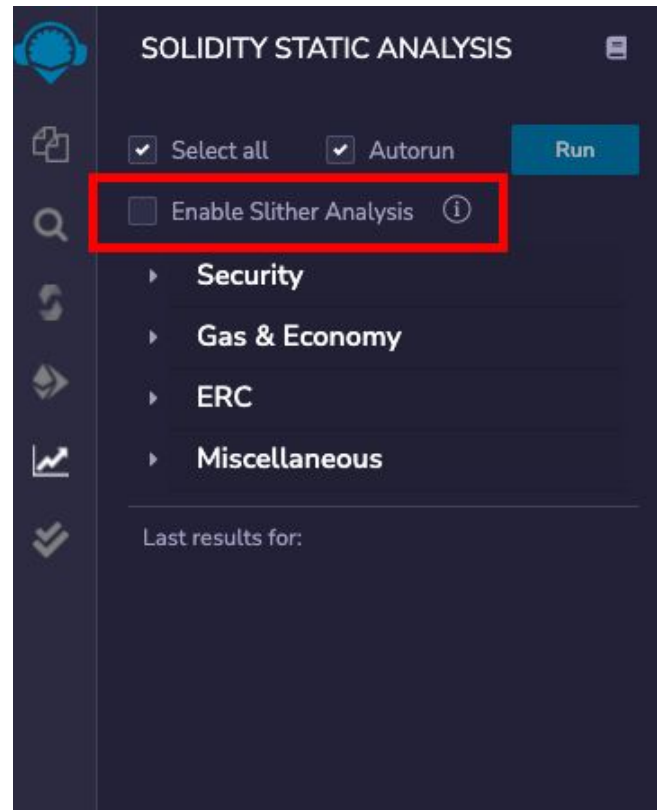 SOLIDITY STATIC ANALYSIS
Select all Autorun Run
Enable Slither Analysis
Security
Gas & Economy
ERC
Miscellaneous
Last results for: